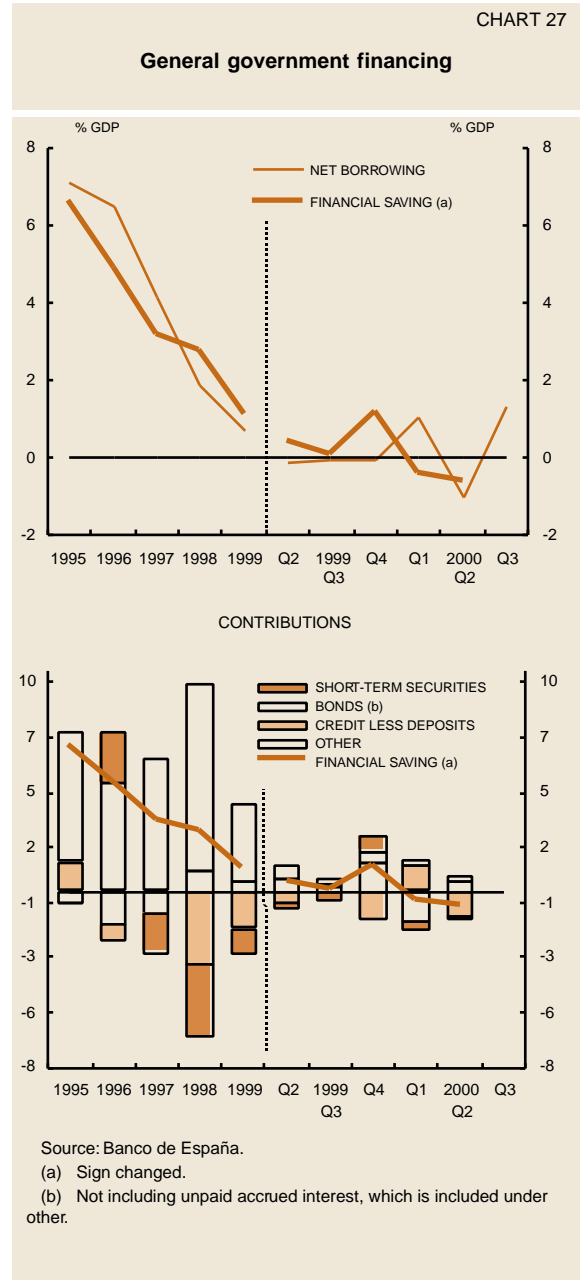 CHART 27
General government financing
% GDP % GDP
8 8
NET BORROWING
FINANCIAL SAVING (a)
6 6
4 4
2 2
0 0
-2 -2
1995 1996 1997 1998 1999 Q2 1999 Q4 Q1 2000 Q3
Q3 Q2
CONTRIBUTIONS
10 10
SHORT-TERM SECURITIES
BONDS (b)
7 7
CREDIT LESS DEPOSITS
OTHER
FINANCIAL SAVING (a)
5 5
2 2
-1 -1
-3 -3
-6 -6
-8 -8
1995 1996 1997 1998 1999 Q2 1999 Q4 Q1 2000 Q3
Q3 Q2
Source: Banco de España.
(a) Sign changed.
(b) Not including unpaid accrued interest, which is included under
other.